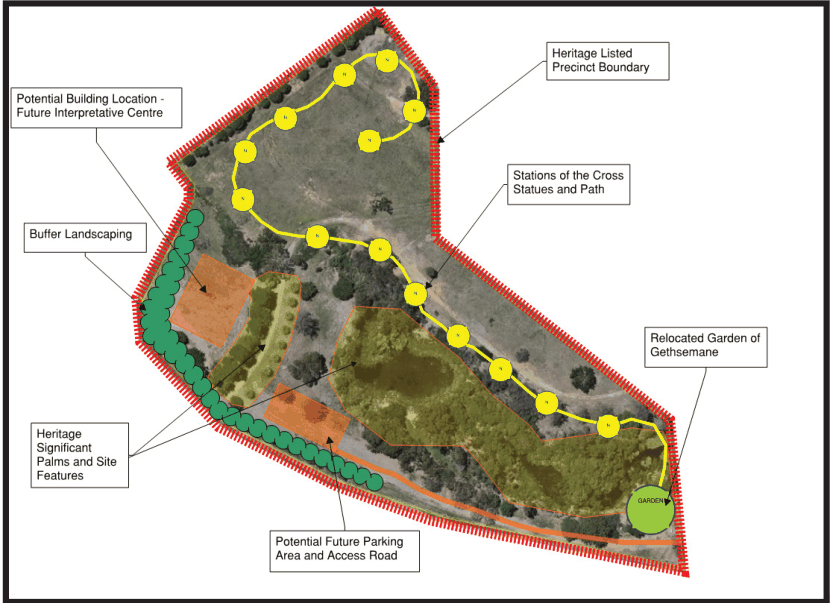 Heritage Listed
Precinct Boundary
Potential Building Location -
Future Interpretative Centre
Stations of the Cross
Statues and Path
Buffer Landscaping
Relocated Garden of
Gethsemane
Heritage
Significant
Palms and Site
Features
GARDEN
Potential Future Parking
Area and Access Road